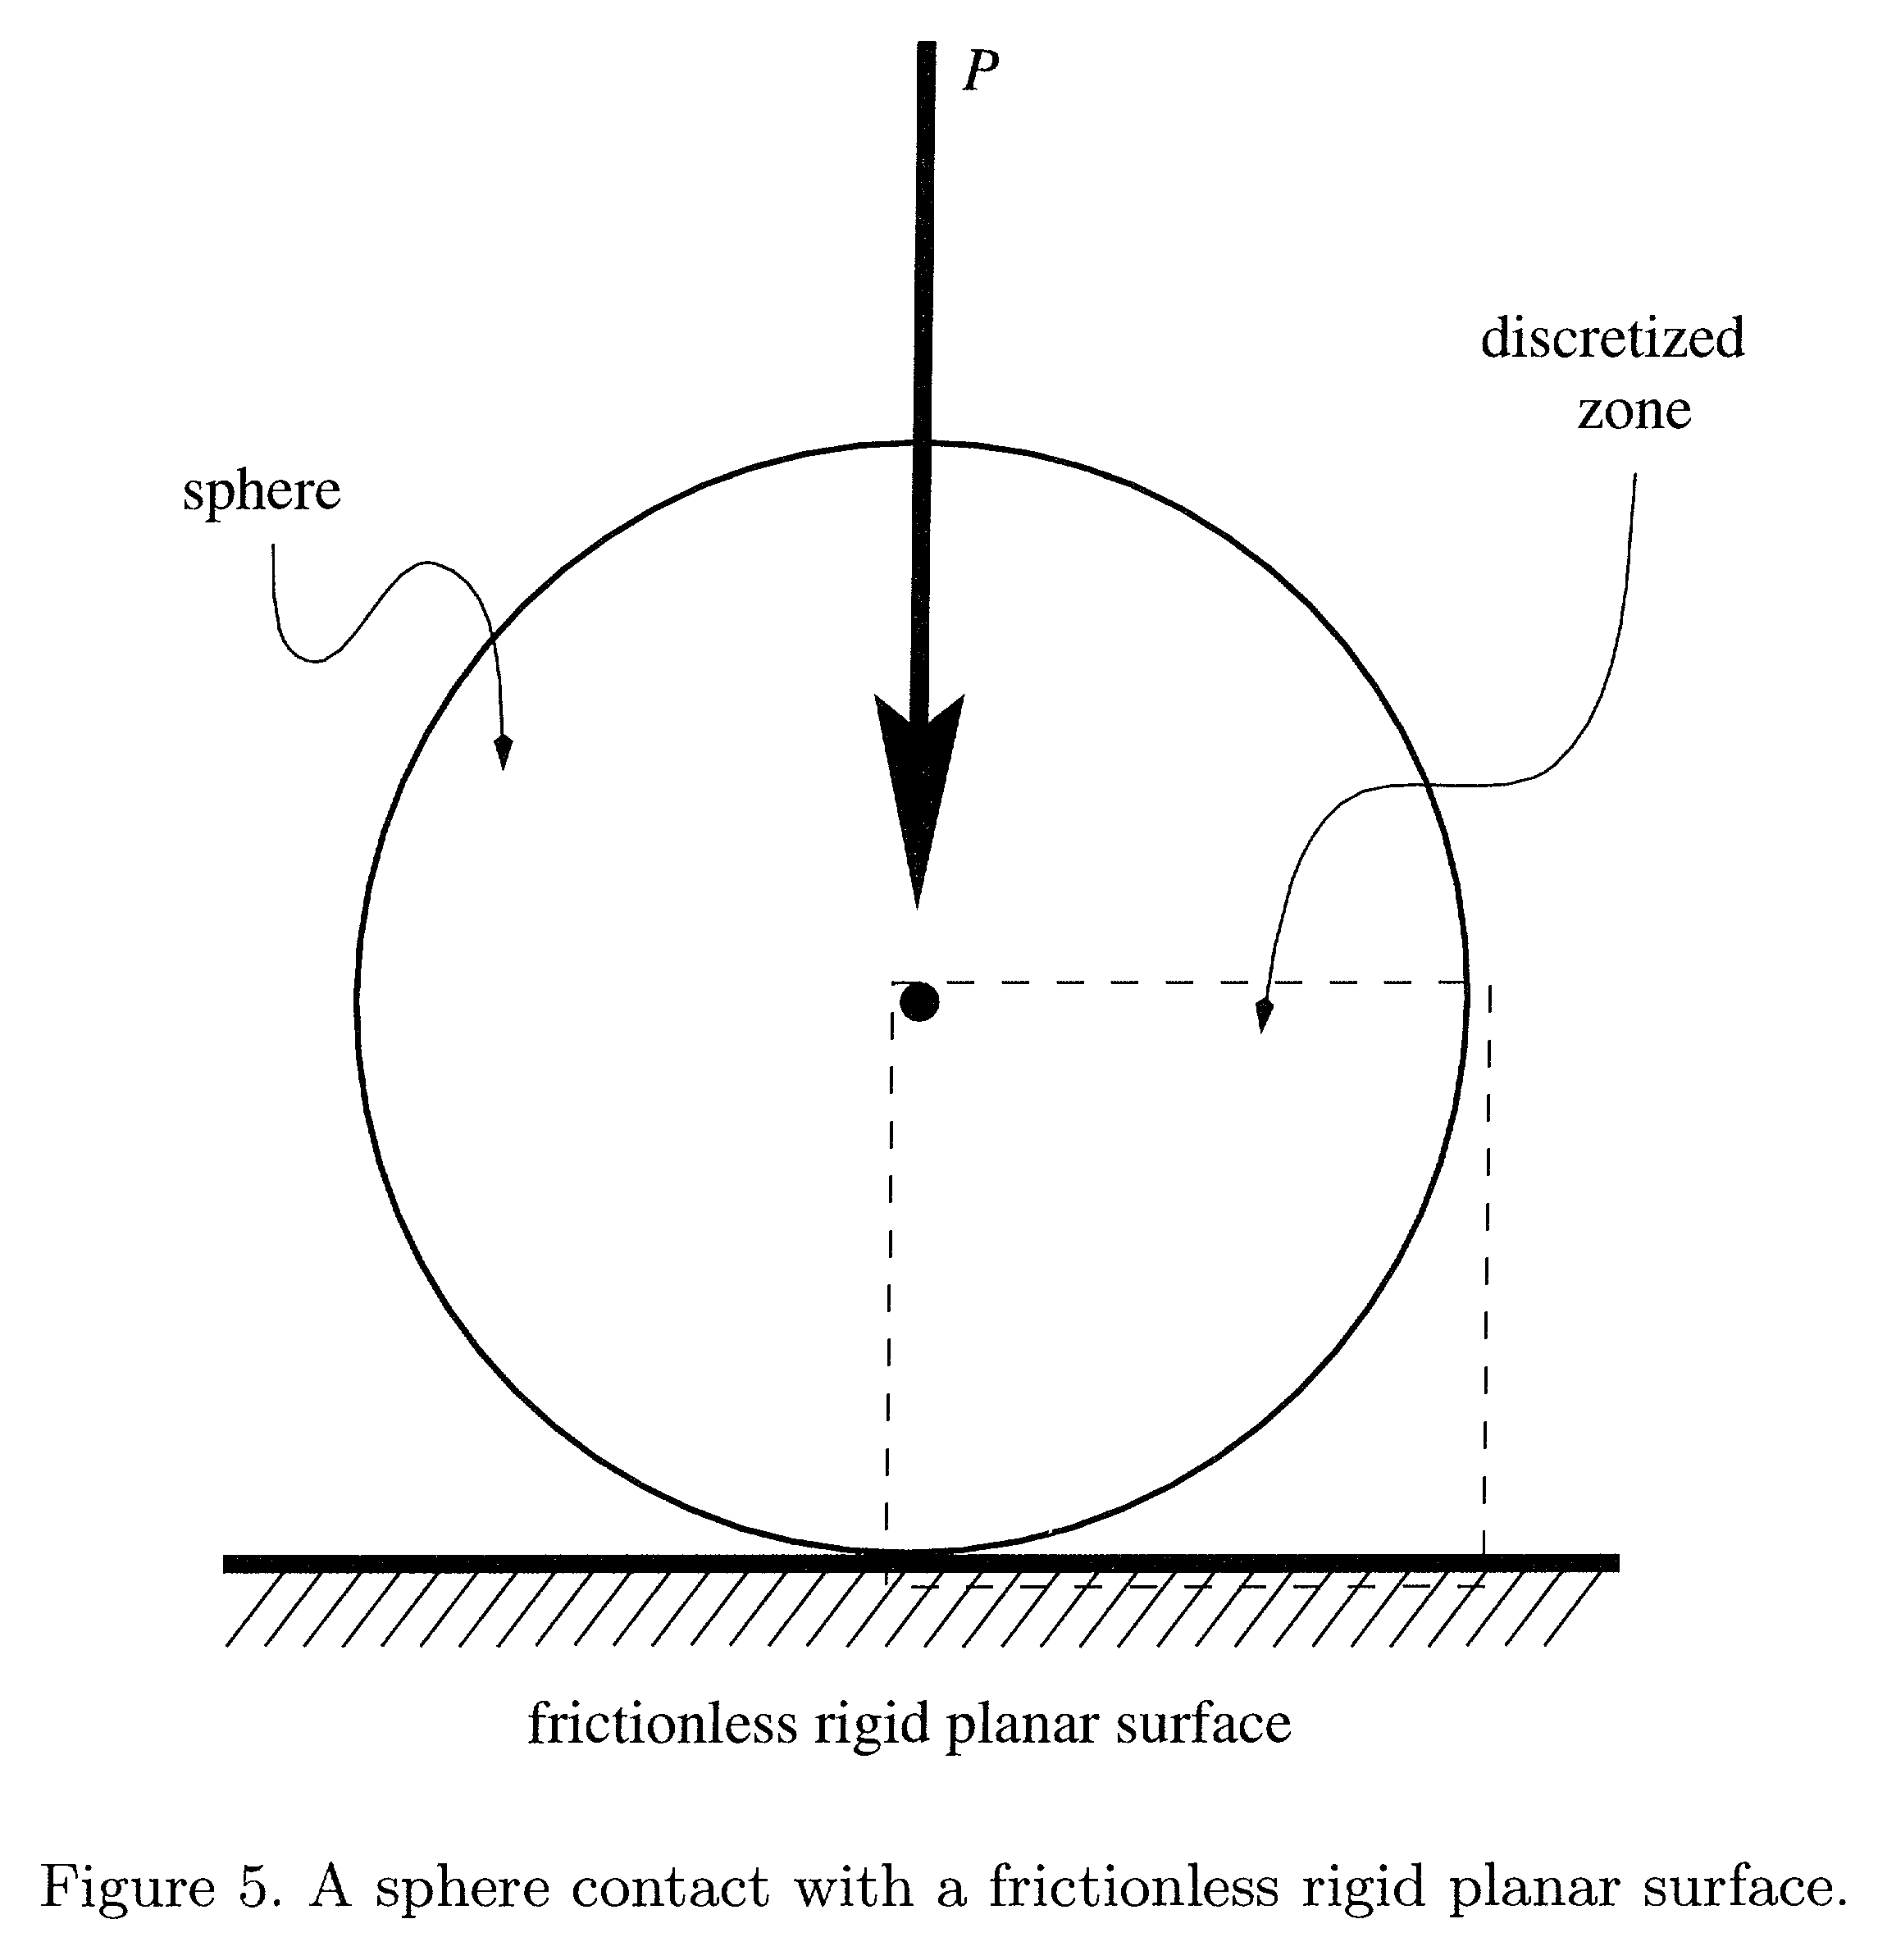 P
discretized
zone
sphere
frictionless rigid planar surface
Figure 5. A sphere contact with a frictionless rigid planar surface.